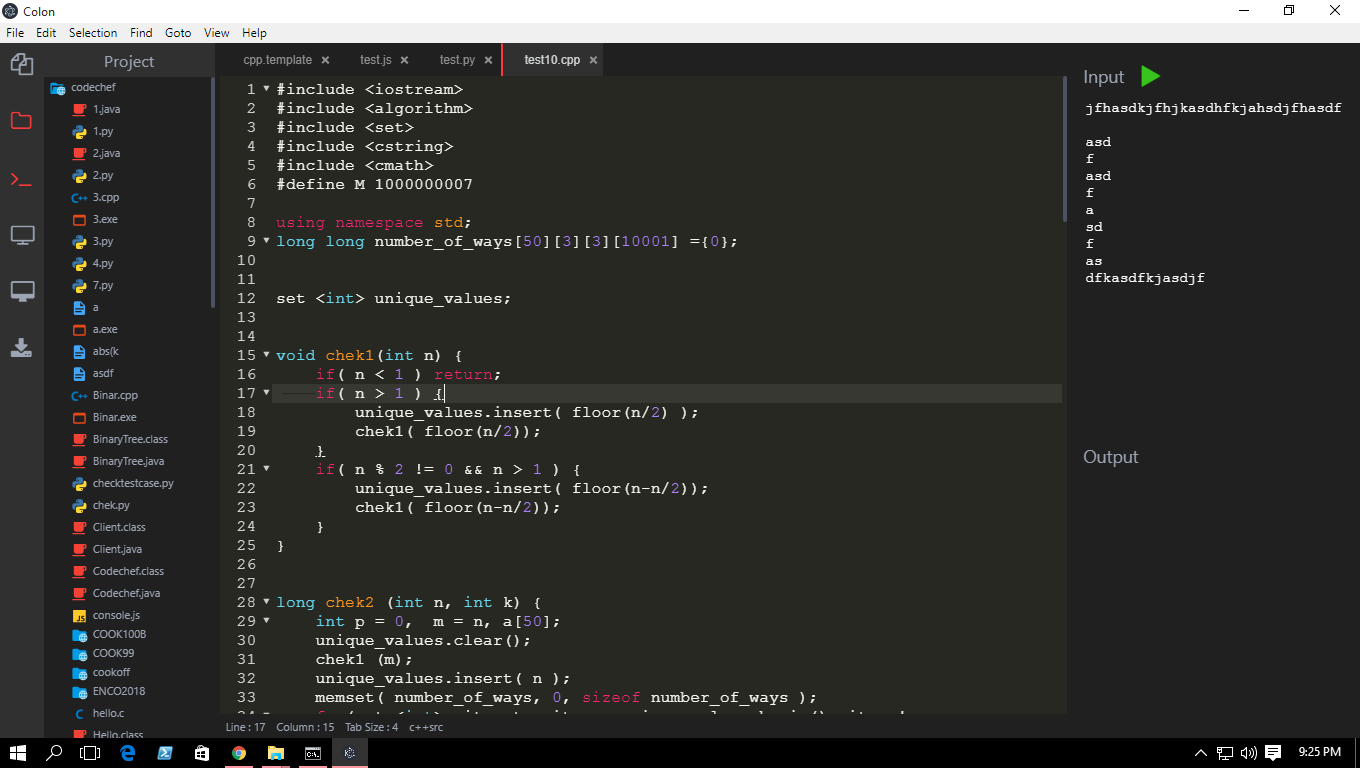 Colon
File Edit Selection Find Goto View Help
Project
codechef
1.java
1.py
2.java
2.py
3.cpp
3.exe
3.py
4.py
7.py
a
a.exe
abs(k
asdf
Binar.cpp
Binar.exe
BinaryTree.class
BinaryTree.java
checktestcase.py
chek.py
Client.class
Client.java
Codechef.class
Codechef.java
console.js
COOK100B
COOK99
cookoff
ENCO2018
hello.c
Hello.class
cpp.template × test.js × test.py × test10.cpp ×
1 #include <iostream>
2 #include <algorithm>
3 #include <set>
4 #include <cstring>
5 #include <cmath>
6 #define M 1000000007
7
8 using namespace std;
9 long long number_of_ways[50][3][3][10001] ={0};
10
11
12 set <int> unique_values;
13
14
15 void chek1(int n) {
16 if( n < 1 ) return;
17 if( n > 1 ) {
18 unique_values.insert( floor(n/2) );
19 chek1( floor(n/2));
20 }
21 if( n % 2 != 0 && n > 1 ) {
22 unique_values.insert( floor(n-n/2));
23 chek1( floor(n-n/2));
24 }
25 }
26
27
28 long chek2 (int n, int k) {
29 int p = 0, m = n, a[50];
30 unique_values.clear();
31 chek1 (m);
32 unique_values.insert( n );
33 memset( number_of_ways, 0, sizeof number_of_ways );
Line : 17 Column : 15 Tab Size : 4 c++src
Input
jfhasdkjfhjkasdhfkjahsdjfhasdf
asd
f
asd
f
a
sd
f
as
dfkasdfkjasdjf
Output
9:25 PM